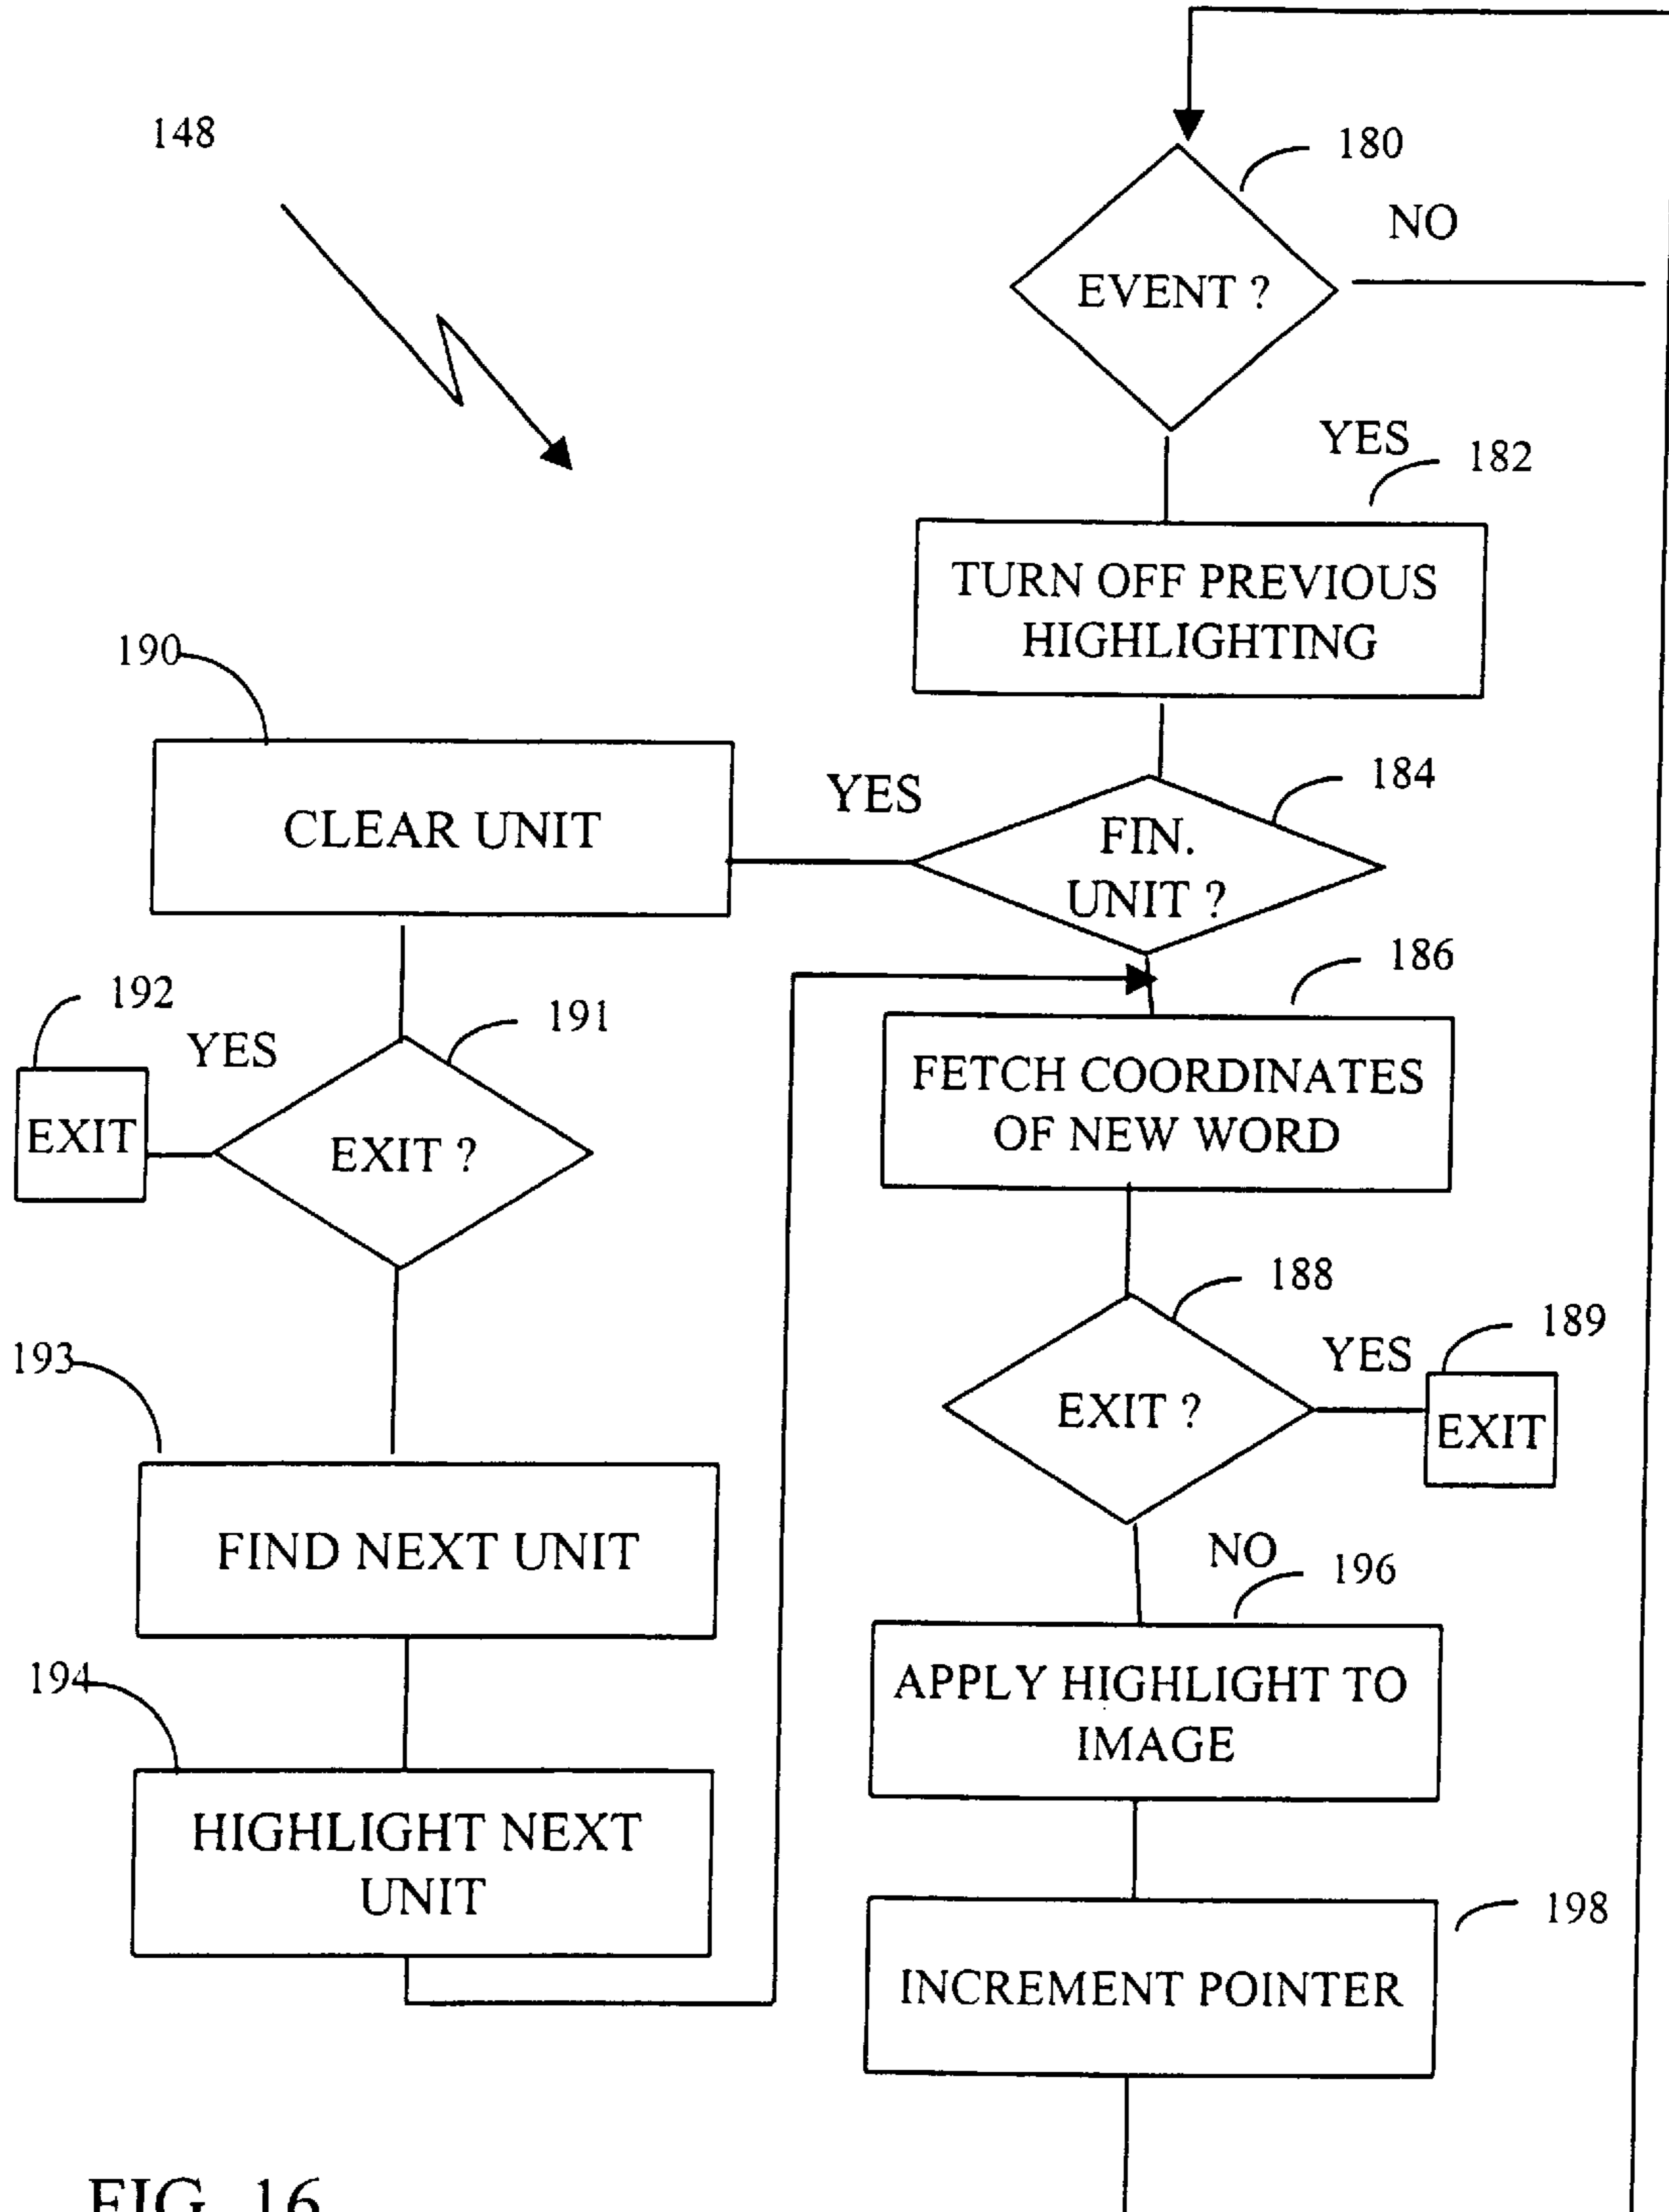 148
180
NO
EVENT ?
YES
182
TURN OFF PREVIOUS
HIGHLIGHTING
190
CLEAR UNIT
YES
184
FIN.
UNIT ?
186
192
YES
191
EXIT
EXIT ?
FETCH COORDINATES
OF NEW WORD
188
189
YES
EXIT ?
EXIT
193
FIND NEXT UNIT
NO
196
194
APPLY HIGHLIGHT TO
IMAGE
HIGHLIGHT NEXT
UNIT
198
INCREMENT POINTER
FIG. 16